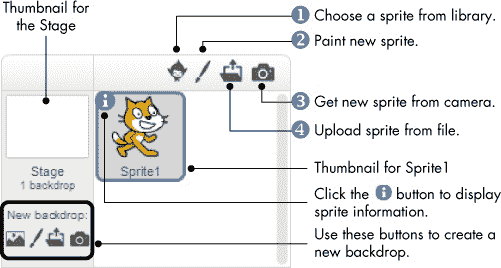 Thumbnail for
the Stage
1 Choose a sprite from library.
2 Paint new sprite.
3 Get new sprite from camera.
4 Upload sprite from file.
i
Stage
1 backdrop
Sprite1
Thumbnail for Sprite1
Click the i button to display
sprite information.
New backdrop:
Use these buttons to create a
new backdrop.